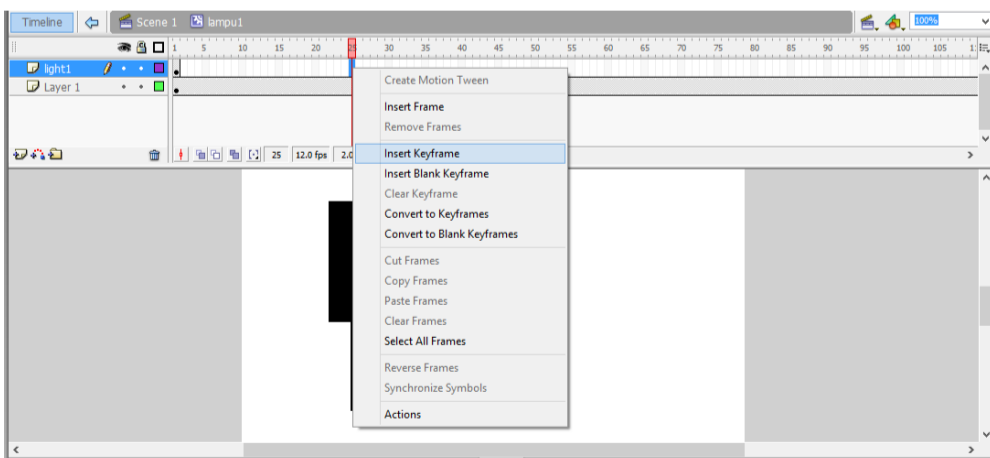 Timeline Scene 1 lampu1 100%
1 5 10 15 20 25 30 35 40 45 50 55 60 65 70 75 80 85 90 95 100 105
light1
Layer 1
Create Motion Tween
Insert Frame
Remove Frames
25 12.0 fps 2.0
Insert Keyframe
Insert Blank Keyframe
Clear Keyframe
Convert to Keyframes
Convert to Blank Keyframes
Cut Frames
Copy Frames
Paste Frames
Clear Frames
Select All Frames
Reverse Frames
Synchronize Symbols
Actions